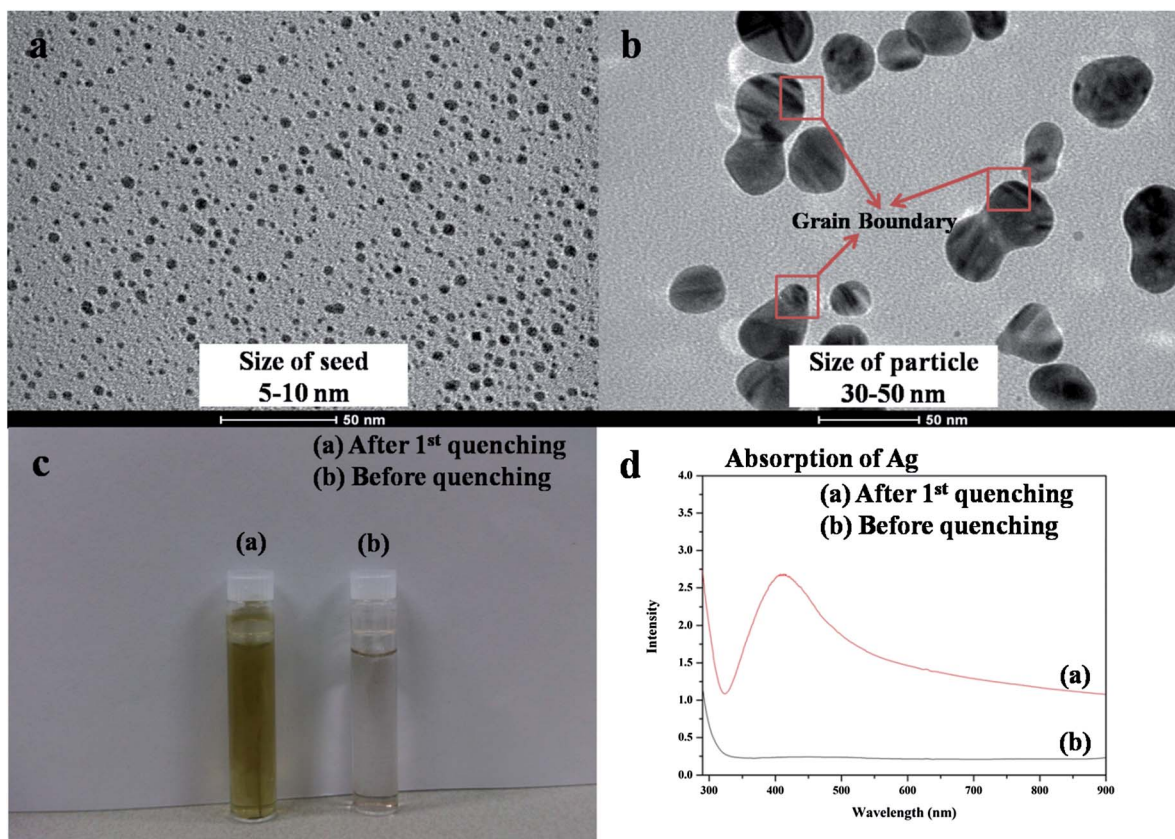 a
Size of seed
5-10 nm
50 nm
b
Grain Boundary
Size of particle
30-50 nm
50 nm
c
(a) After 1st quenching
(b) Before quenching
(a)
(b)
d
Absorption of Ag
(a) After 1st quenching
(b) Before quenching
4.0
3.5
3.0
2.5
2.0
1.5
1.0
0.5
0.0
Intensity
(a)
(b)
300 400 500 600 700 800 900
Wavelength (nm)